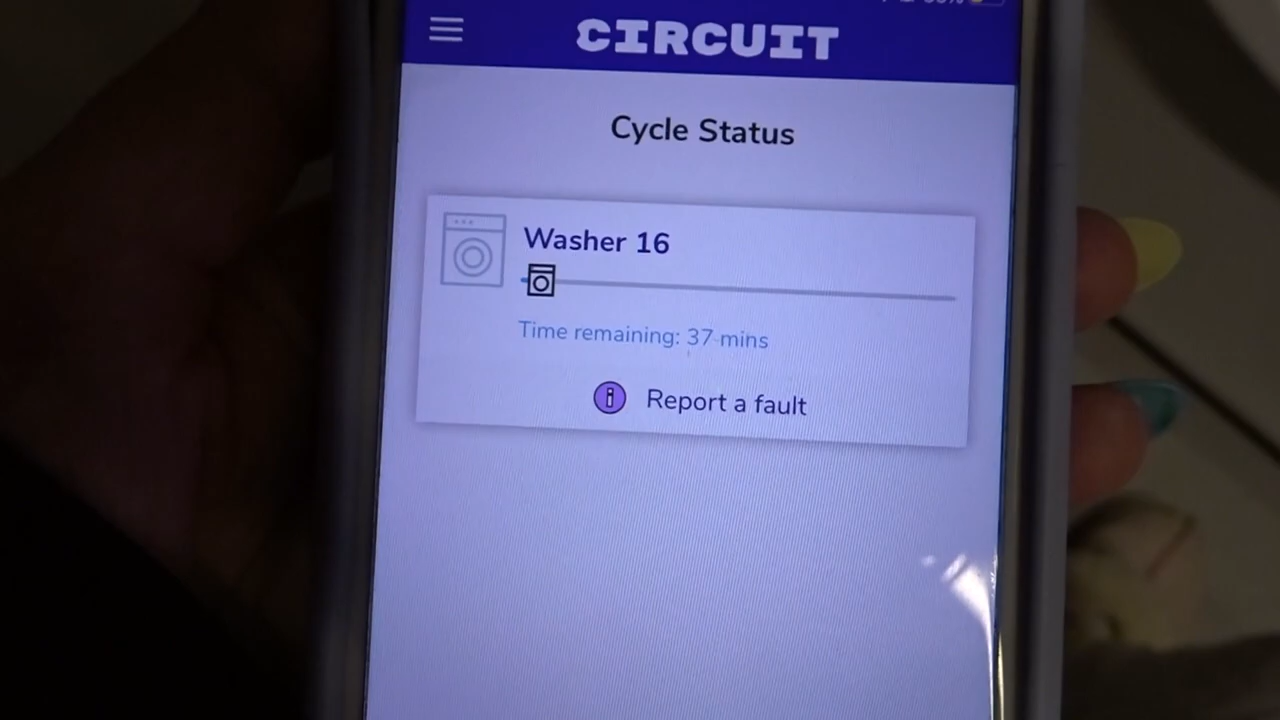 CIRCUIT
Cycle Status
Washer 16
Time remaining: 37 mins
Report a fault